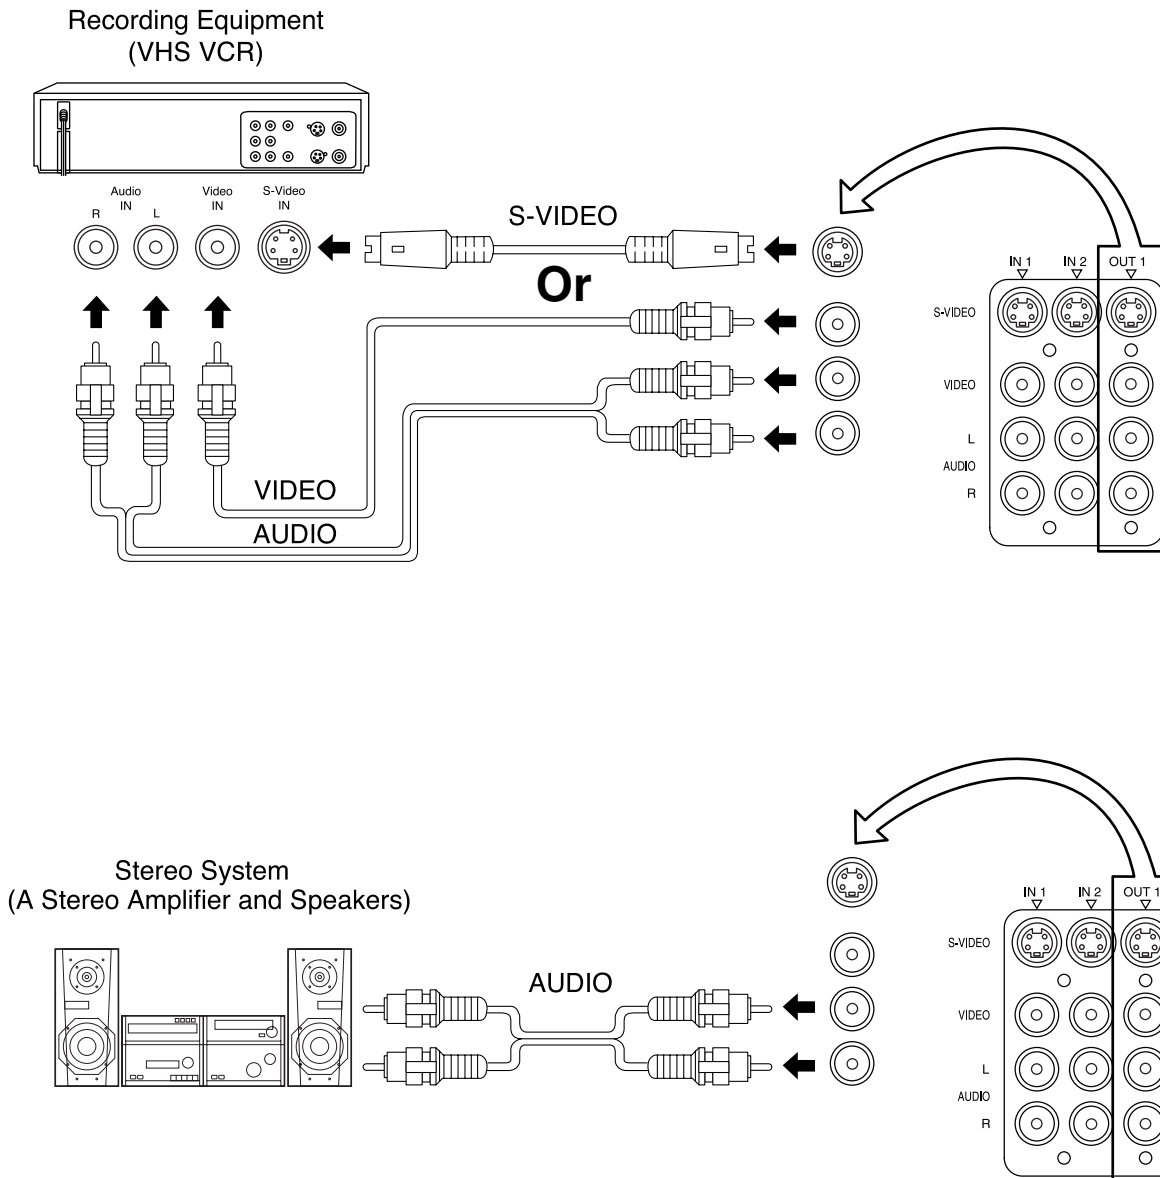 Recording Equipment
(VHS VCR)
Audio
IN
R
L
Video
IN
S-Video
IN
S-VIDEO
Or
VIDEO
AUDIO
IN 1
IN 2
OUT 1
S-VIDEO
VIDEO
L
AUDIO
R
Stereo System
(A Stereo Amplifier and Speakers)
AUDIO
IN 1
IN 2
OUT 1
S-VIDEO
VIDEO
L
AUDIO
R